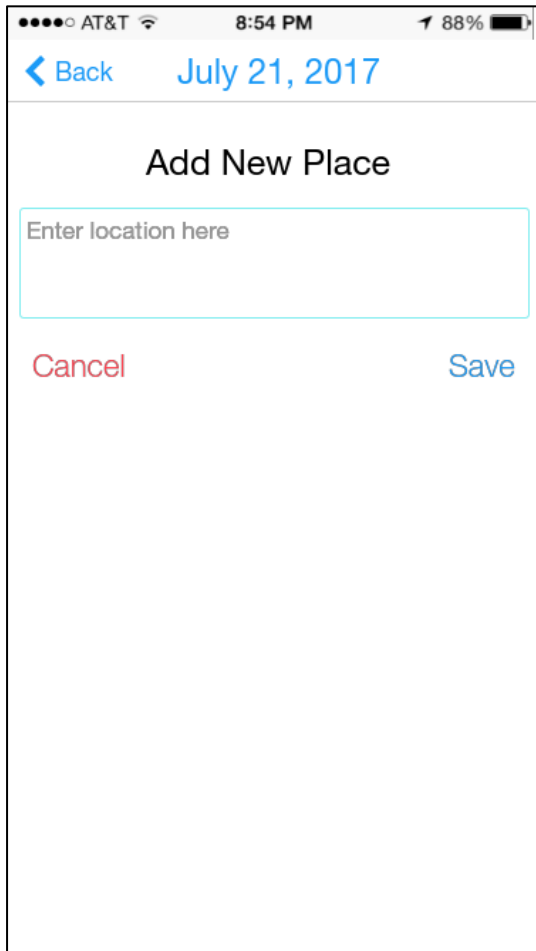 AT&T 8:54 PM 88%
Back July 21, 2017
Add New Place
Enter location here
Cancel Save